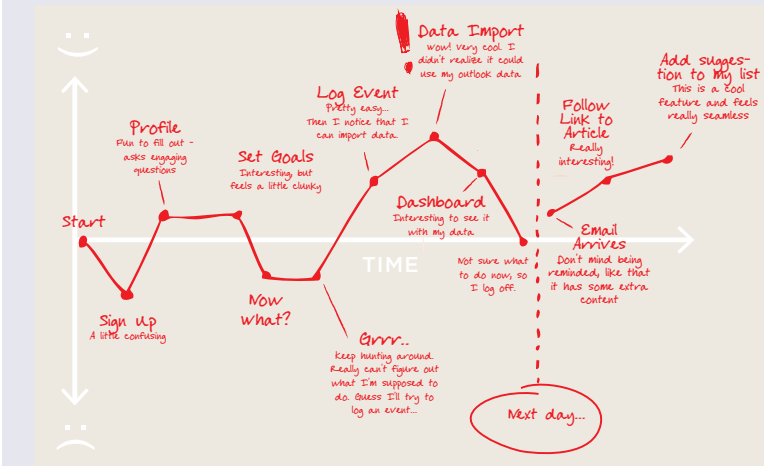 Start
Sign Up
A little confusing
Profile
Fun to fill out -
asks engaging
questions
Set Goals
Interesting, but
feels a little clunky
Now
what?
Grrr..
Keep hunting around.
Really can't figure out
what I'm supposed to
do. Guess I'll try to
log an event...
Log Event
Pretty easy...
Then I notice that I
can import data.
! Data Import
Wow! Very cool. I
didn't realize it could
use my outlook data
Dashboard
Interesting to see it
with my data
Not sure what
to do now, so
I log off.
TIME
Next day...
Email
Arrives
Don't mind being
reminded, like that
it has some extra
content
Follow
Link to
Article
Really
interesting!
Add sugges-
tion to my list
This is a cool
feature and feels
really seamless